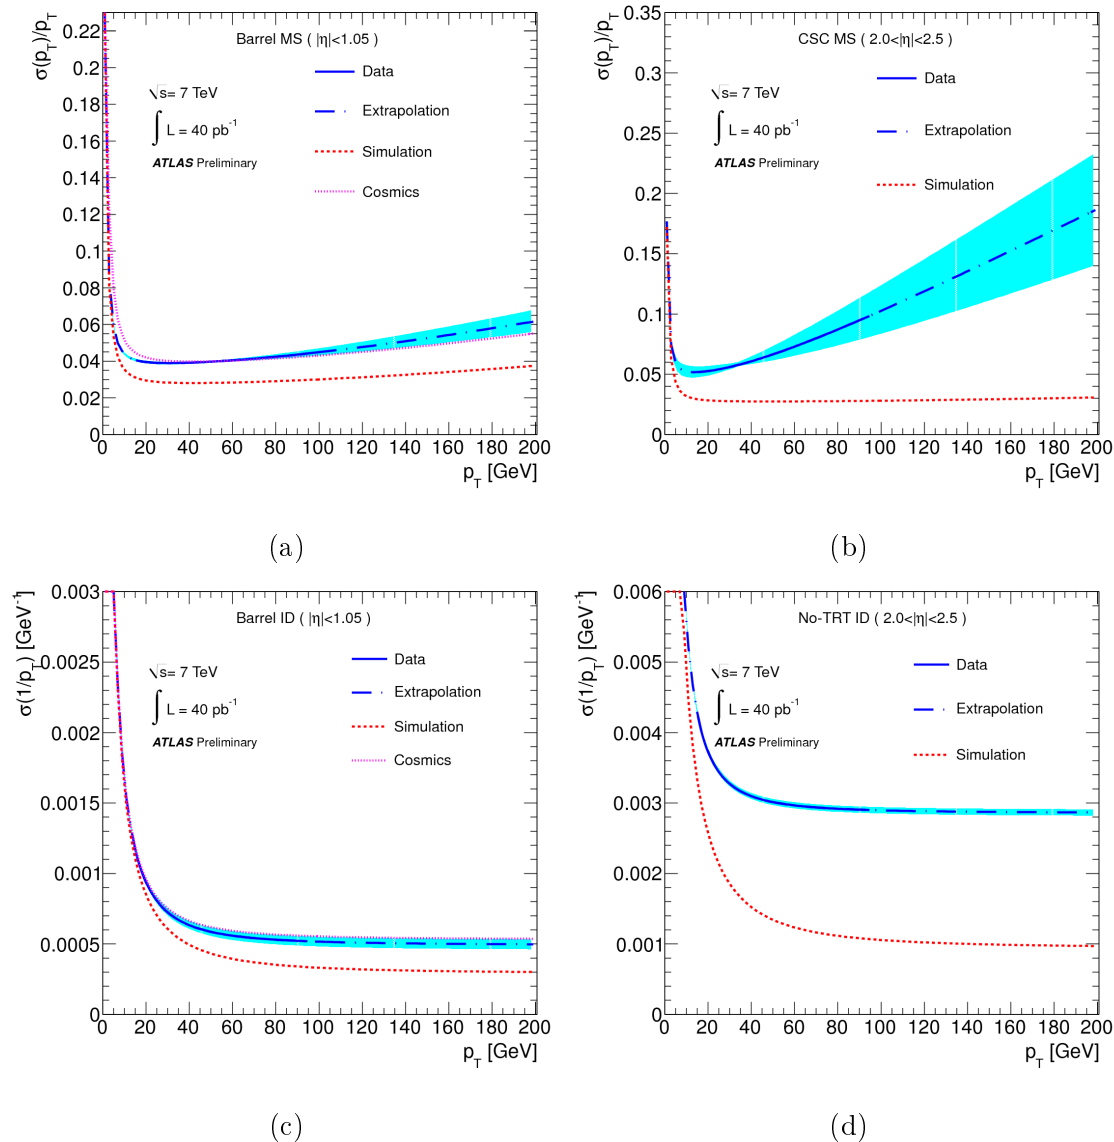 Barrel MS ( |η|<1.05 )
σ(p_T)/p_T
0.22
0.2
0.18
0.16
0.14
0.12
0.1
0.08
0.06
0.04
0.02
0
√s= 7 TeV
∫ L = 40 pb⁻¹
ATLAS Preliminary
Data
Extrapolation
Simulation
Cosmics
0 20 40 60 80 100 120 140 160 180 200
p_T [GeV]
(a)
CSC MS ( 2.0<|η|<2.5 )
σ(p_T)/p_T
0.35
0.3
0.25
0.2
0.15
0.1
0.05
0
√s= 7 TeV
∫ L = 40 pb⁻¹
ATLAS Preliminary
Data
Extrapolation
Simulation
0 20 40 60 80 100 120 140 160 180 200
p_T [GeV]
(b)
Barrel ID ( |η|<1.05 )
σ(1/p_T) [GeV⁻¹]
0.003
0.0025
0.002
0.0015
0.001
0.0005
0
√s= 7 TeV
∫ L = 40 pb⁻¹
ATLAS Preliminary
Data
Extrapolation
Simulation
Cosmics
0 20 40 60 80 100 120 140 160 180 200
p_T [GeV]
(c)
No-TRT ID ( 2.0<|η|<2.5 )
σ(1/p_T) [GeV⁻¹]
0.006
0.005
0.004
0.003
0.002
0.001
0
√s= 7 TeV
∫ L = 40 pb⁻¹
ATLAS Preliminary
Data
Extrapolation
Simulation
0 20 40 60 80 100 120 140 160 180 200
p_T [GeV]
(d)